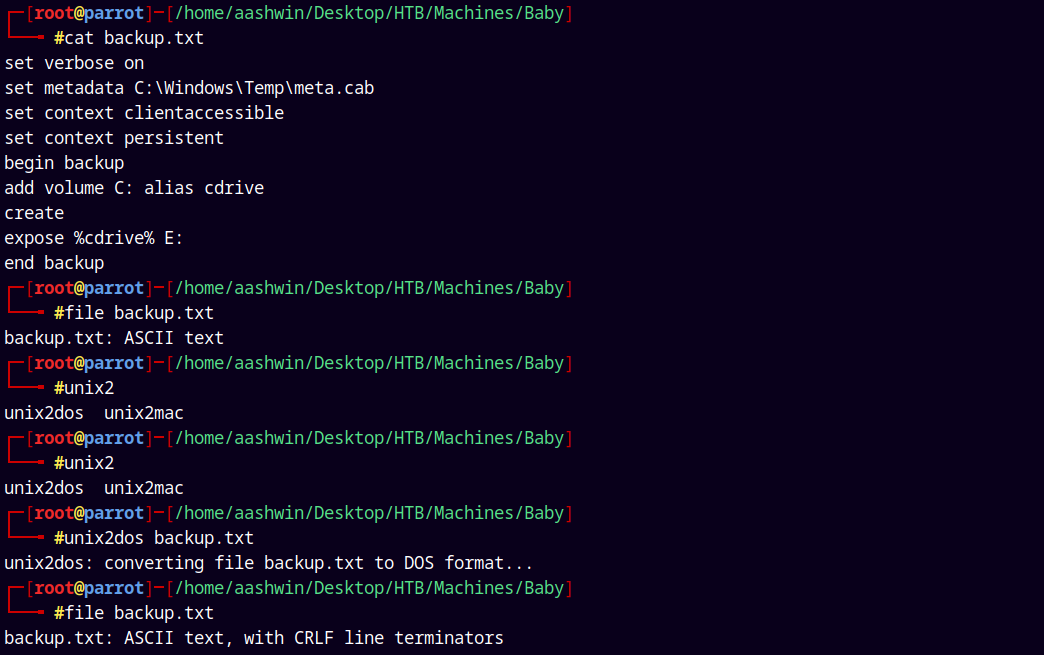 ┌─[root@parrot]─[/home/aashwin/Desktop/HTB/Machines/Baby]
└──╼ #cat backup.txt
set verbose on
set metadata C:\Windows\Temp\meta.cab
set context clientaccessible
set context persistent
begin backup
add volume C: alias cdrive
create
expose %cdrive% E:
end backup
┌─[root@parrot]─[/home/aashwin/Desktop/HTB/Machines/Baby]
└──╼ #file backup.txt
backup.txt: ASCII text
┌─[root@parrot]─[/home/aashwin/Desktop/HTB/Machines/Baby]
└──╼ #unix2
unix2dos  unix2mac
┌─[root@parrot]─[/home/aashwin/Desktop/HTB/Machines/Baby]
└──╼ #unix2
unix2dos  unix2mac
┌─[root@parrot]─[/home/aashwin/Desktop/HTB/Machines/Baby]
└──╼ #unix2dos backup.txt
unix2dos: converting file backup.txt to DOS format...
┌─[root@parrot]─[/home/aashwin/Desktop/HTB/Machines/Baby]
└──╼ #file backup.txt
backup.txt: ASCII text, with CRLF line terminators